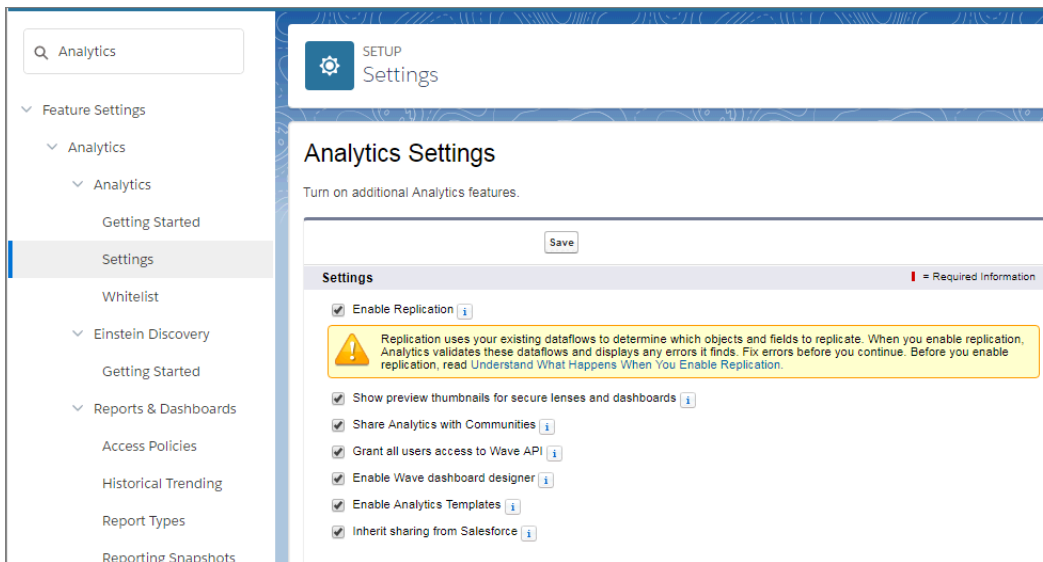 Analytics
Feature Settings
Analytics
Analytics
Getting Started
Settings
Whitelist
Einstein Discovery
Getting Started
Reports & Dashboards
Access Policies
Historical Trending
Report Types
Reporting Snapshots
SETUP
Settings
Analytics Settings
Turn on additional Analytics features.
Save
Settings
= Required Information
Enable Replication i
Replication uses your existing dataflows to determine which objects and fields to replicate. When you enable replication,
Analytics validates these dataflows and displays any errors it finds. Fix errors before you continue. Before you enable
replication, read Understand What Happens When You Enable Replication.
Show preview thumbnails for secure lenses and dashboards i
Share Analytics with Communities i
Grant all users access to Wave API i
Enable Wave dashboard designer i
Enable Analytics Templates i
Inherit sharing from Salesforce i